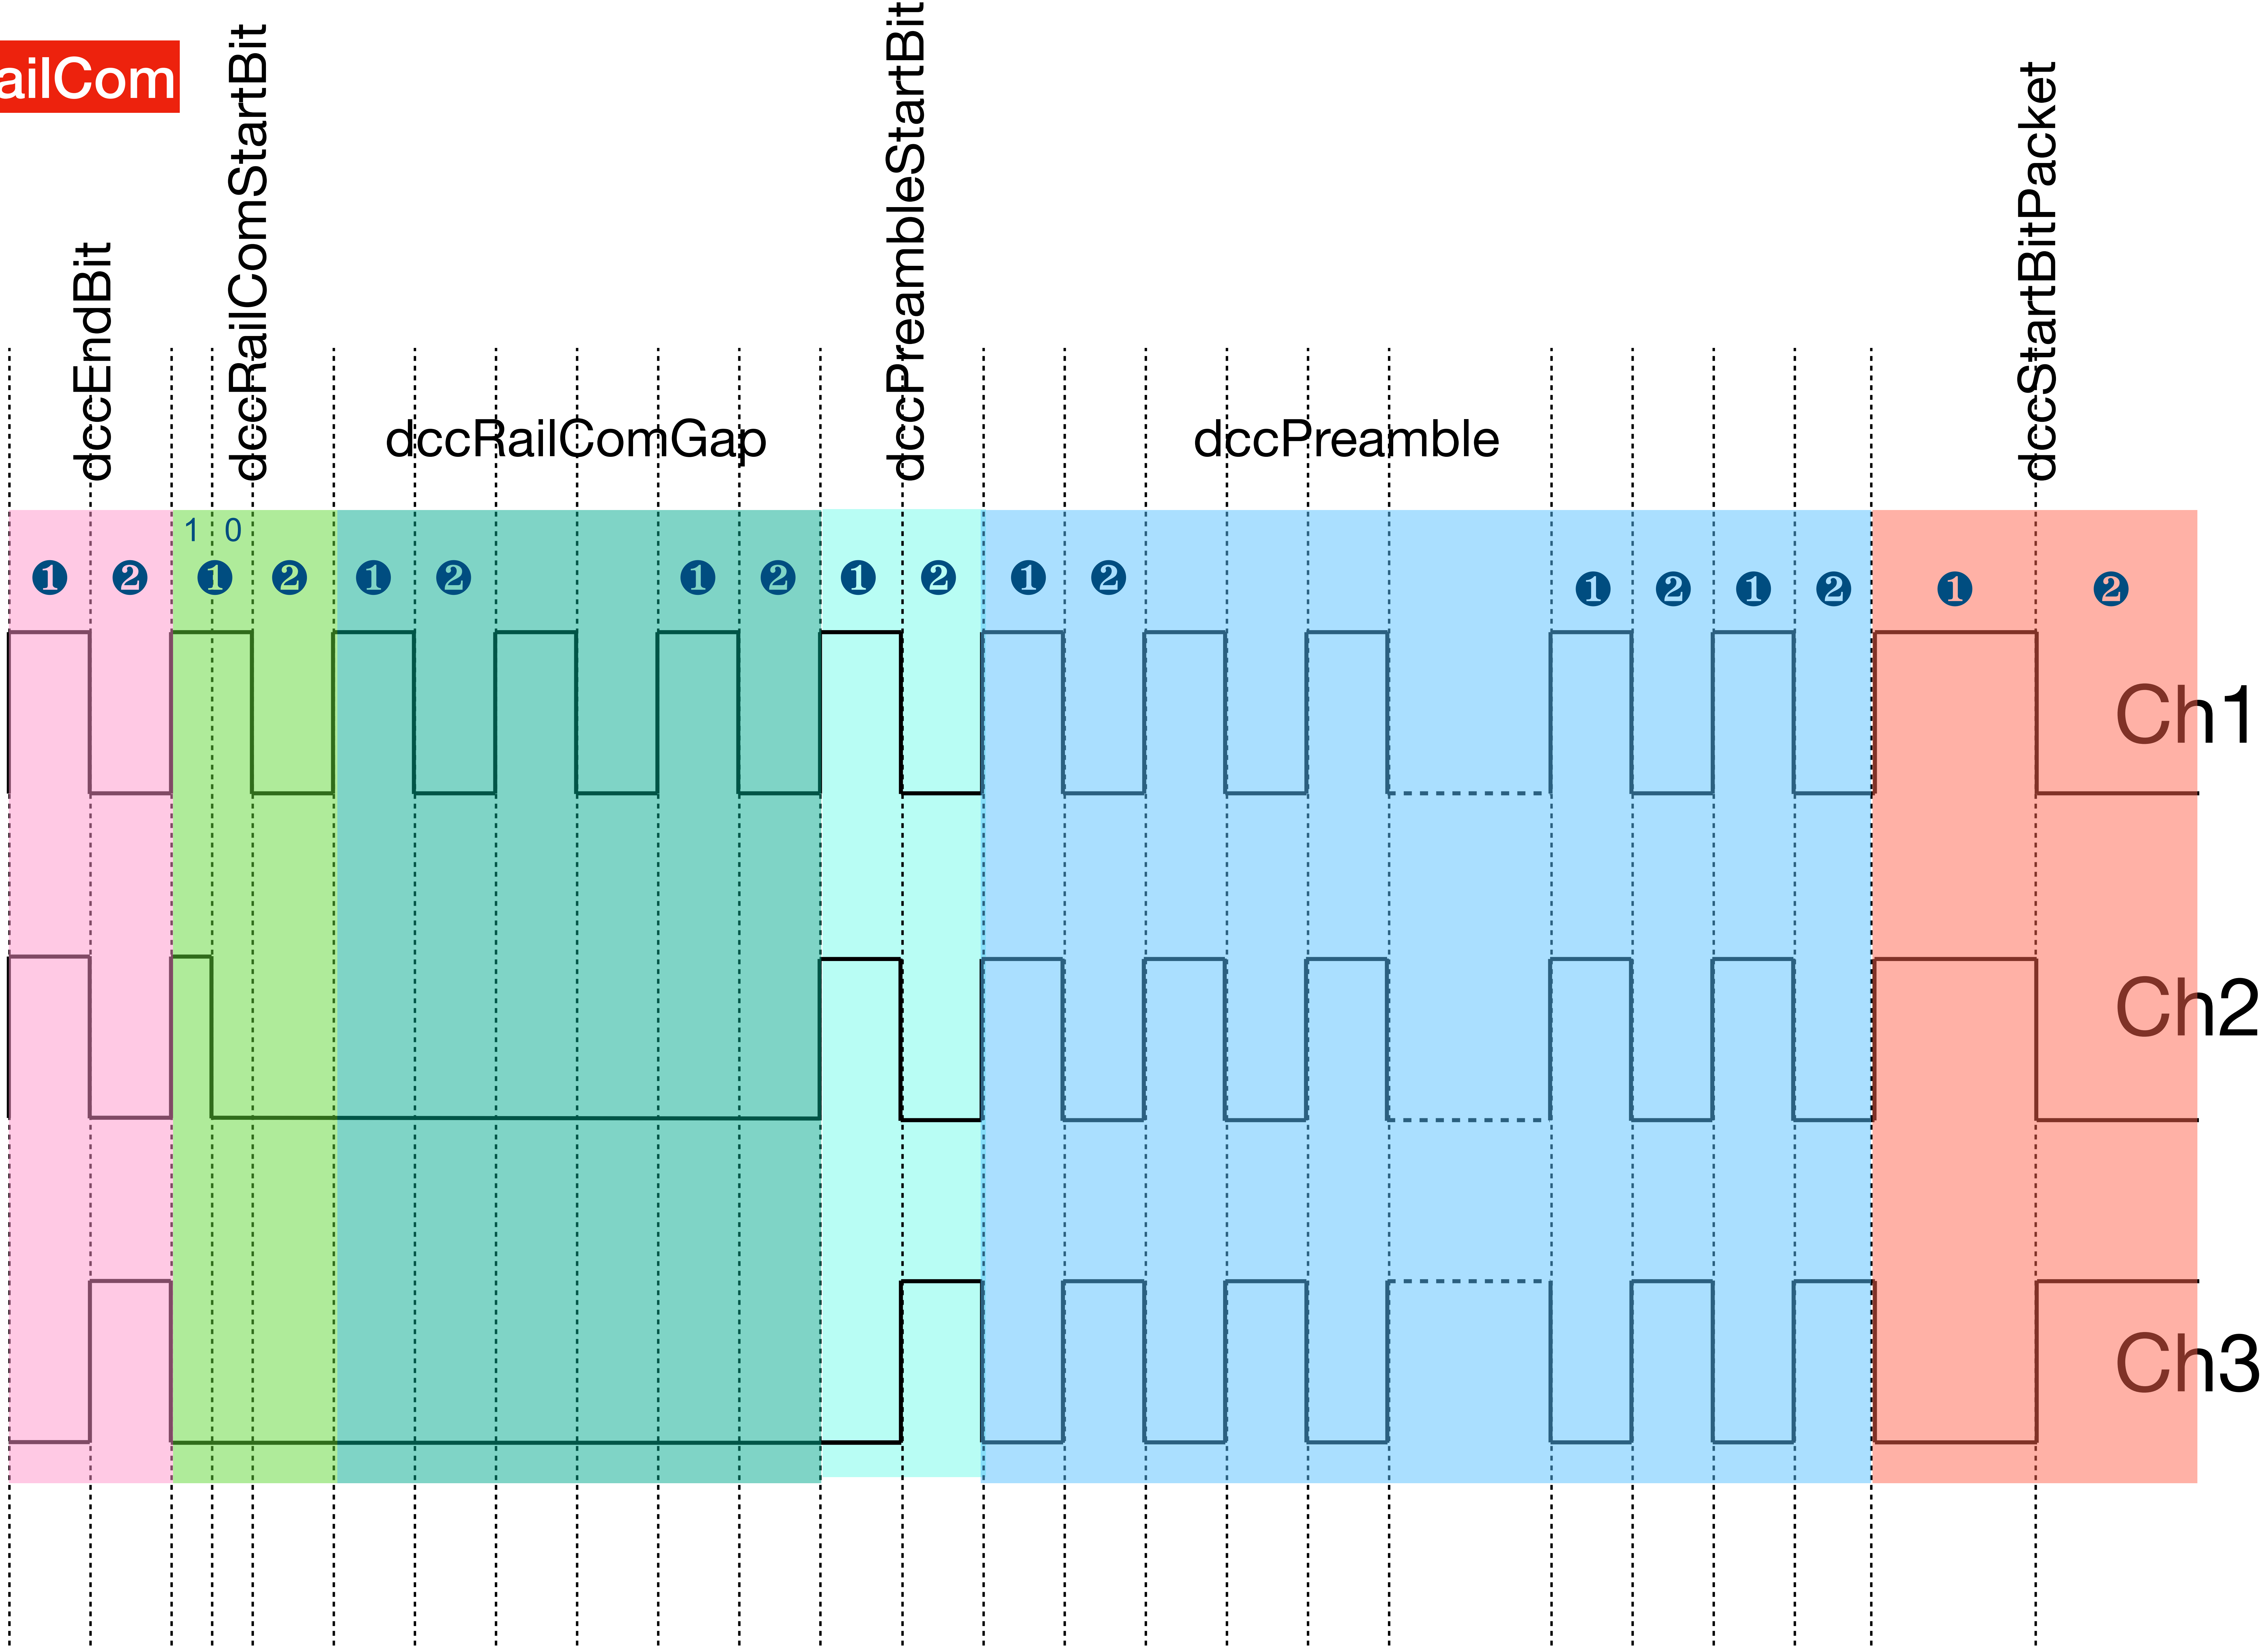 ailCom
dccEndBit
dccRailComStartBit
dccRailComGap
dccPreambleStartBit
dccPreamble
dccStartBitPacket
1 0
❶ ❷ ❶ ❷ ❶ ❷ ❶ ❷ ❶ ❷ ❶ ❷ ❶ ❷ ❶ ❷ ❶ ❷
Ch1
Ch2
Ch3